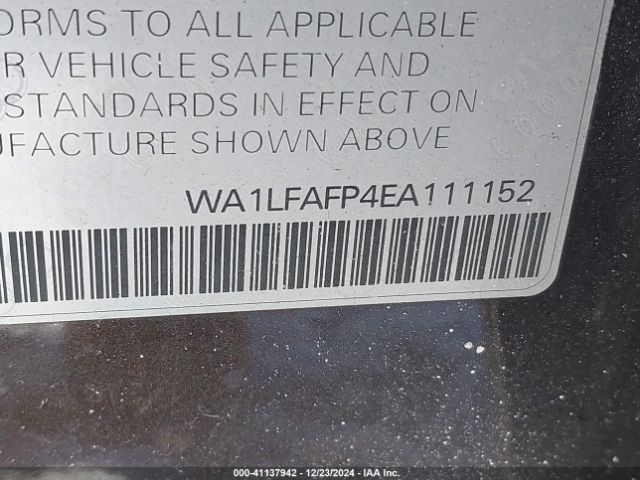 ORMS TO ALL APPLICABLE
R VEHICLE SAFETY AND
STANDARDS IN EFFECT ON
UFACTURE SHOWN ABOVE
WA1LFAFP4EA111152
000-41137942 - 12/23/2024 - IAA Inc.